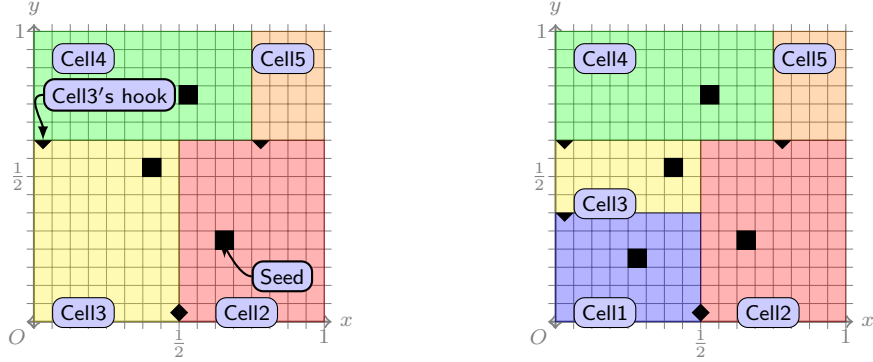 y
1
Cell4
Cell5
Cell3's hook
1/2
Seed
Cell3
Cell2
O
1/2
1
x
y
1
Cell4
Cell5
1/2
Cell3
Cell1
Cell2
O
1/2
1
x